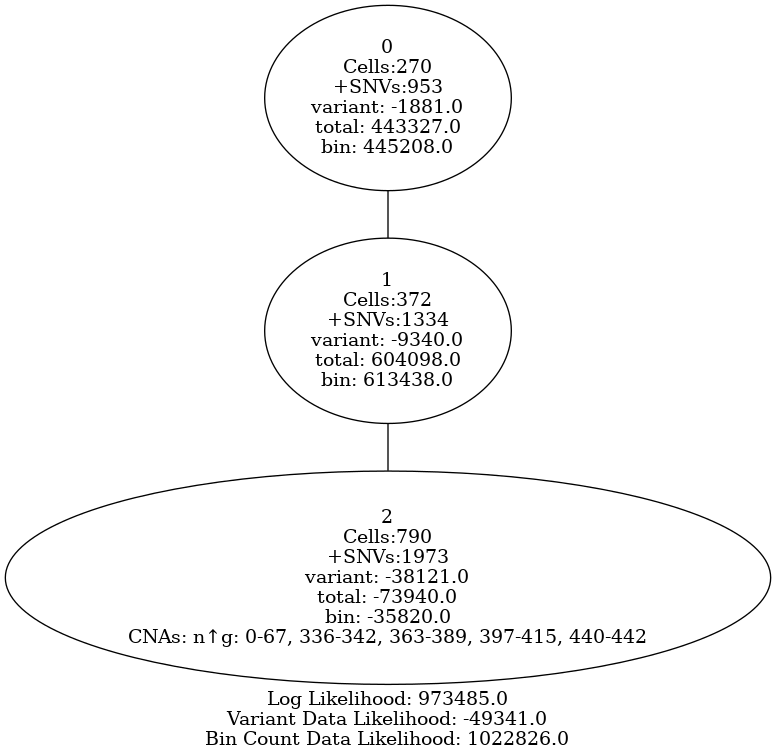 0
Cells:270
+SNVs:953
variant: -1881.0
total: 443327.0
bin: 445208.0
1
Cells:372
+SNVs:1334
variant: -9340.0
total: 604098.0
bin: 613438.0
2
Cells:790
+SNVs:1973
variant: -38121.0
total: -73940.0
bin: -35820.0
CNAs: n↑g: 0-67, 336-342, 363-389, 397-415, 440-442
Log Likelihood: 973485.0
Variant Data Likelihood: -49341.0
Bin Count Data Likelihood: 1022826.0